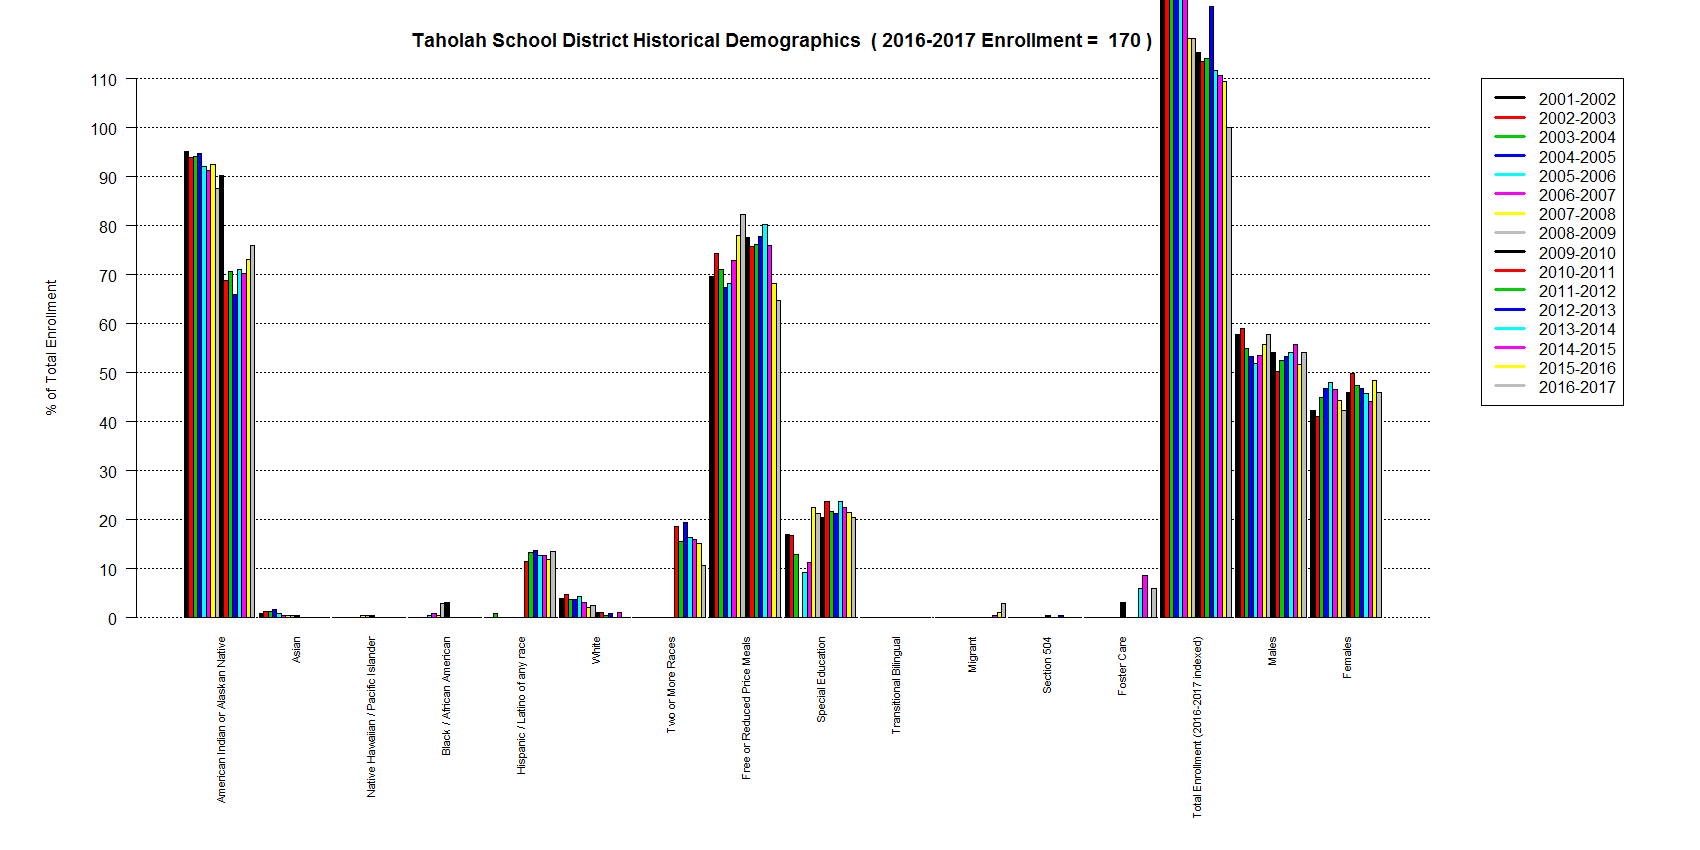 Taholah School District Historical Demographics  ( 2016-2017 Enrollment =  170 )
% of Total Enrollment
110
100
90
80
70
60
50
40
30
20
10
0
American Indian or Alaskan Native
Asian
Native Hawaiian / Pacific Islander
Black / African American
Hispanic / Latino of any race
White
Two or More Races
Free or Reduced Price Meals
Special Education
Transitional Bilingual
Migrant
Section 504
Foster Care
Total Enrollment (2016-2017 indexed)
Males
Females
2001-2002
2002-2003
2003-2004
2004-2005
2005-2006
2006-2007
2007-2008
2008-2009
2009-2010
2010-2011
2011-2012
2012-2013
2013-2014
2014-2015
2015-2016
2016-2017